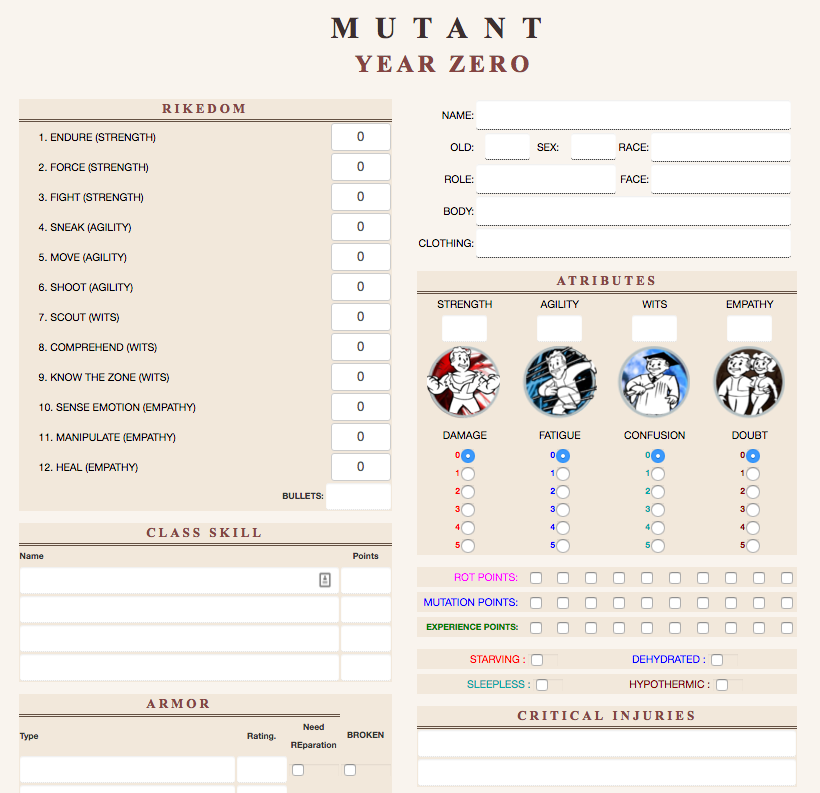 MUTANT
YEAR ZERO
RIKEDOM
1. ENDURE (STRENGTH) 0
2. FORCE (STRENGTH) 0
3. FIGHT (STRENGTH) 0
4. SNEAK (AGILITY) 0
5. MOVE (AGILITY) 0
6. SHOOT (AGILITY) 0
7. SCOUT (WITS) 0
8. COMPREHEND (WITS) 0
9. KNOW THE ZONE (WITS) 0
10. SENSE EMOTION (EMPATHY) 0
11. MANIPULATE (EMPATHY) 0
12. HEAL (EMPATHY) 0
BULLETS:
CLASS SKILL
Name Points
ARMOR
Type Rating. Need REparation BROKEN
NAME:
OLD: SEX: RACE:
ROLE: FACE:
BODY:
CLOTHING:
ATRIBUTES
STRENGTH AGILITY WITS EMPATHY
DAMAGE FATIGUE CONFUSION DOUBT
0 0 0 0
1 1 1 1
2 2 2 2
3 3 3 3
4 4 4 4
5 5 5 5
ROT POINTS:
MUTATION POINTS:
EXPERIENCE POINTS:
STARVING : DEHYDRATED :
SLEEPLESS : HYPOTHERMIC :
CRITICAL INJURIES